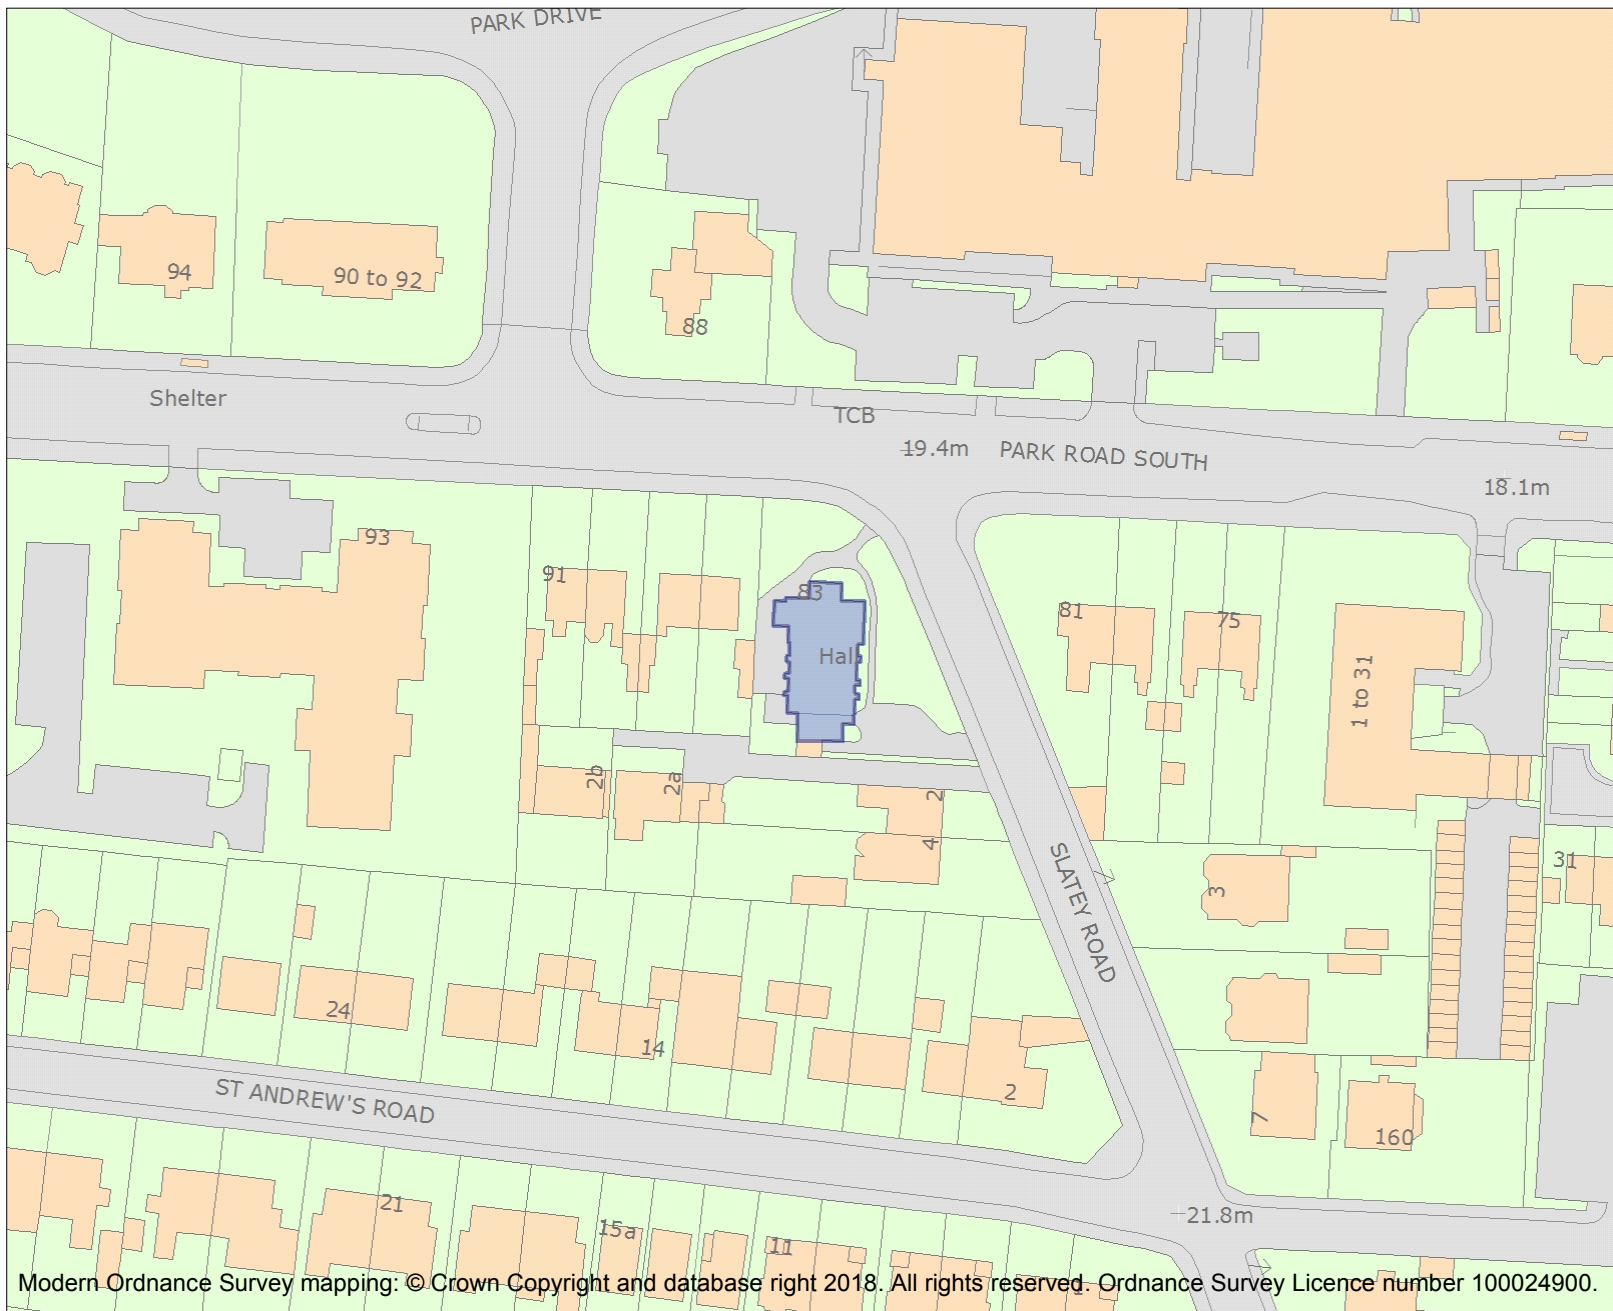 PARK DRIVE
94
90 to 92
88
Shelter
TCB
19.4m
PARK ROAD SOUTH
18.1m
93
91
83
Hall
81
75
1 to 31
2b
2a
2
4
SLATEY ROAD
3
31
24
14
2
7
160
ST ANDREW'S ROAD
21
15a
11
21.8m
1
Modern Ordnance Survey mapping: © Crown Copyright and database right 2018. All rights reserved. Ordnance Survey Licence number 100024900.